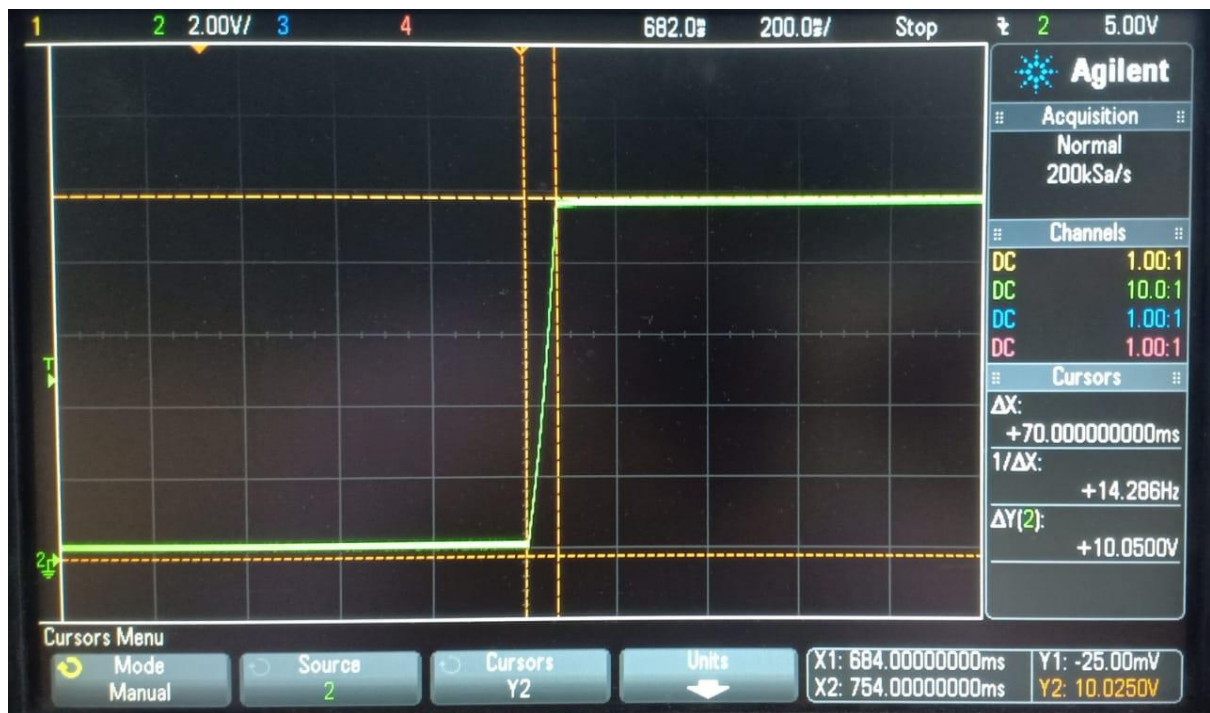 1 2 2.00V/ 3 4 682.0ms 200.0ms/ Stop 2 5.00V
Agilent
Acquisition
Normal
200kSa/s
Channels
DC 1.00:1
DC 10.0:1
DC 1.00:1
DC 1.00:1
Cursors
ΔX:
+70.000000000ms
1/ΔX:
+14.286Hz
ΔY(2):
+10.0500V
T
2
Cursors Menu
Mode
Manual
Source
2
Cursors
Y2
Units
X1: 684.00000000ms
X2: 754.00000000ms
Y1: -25.00mV
Y2: 10.0250V